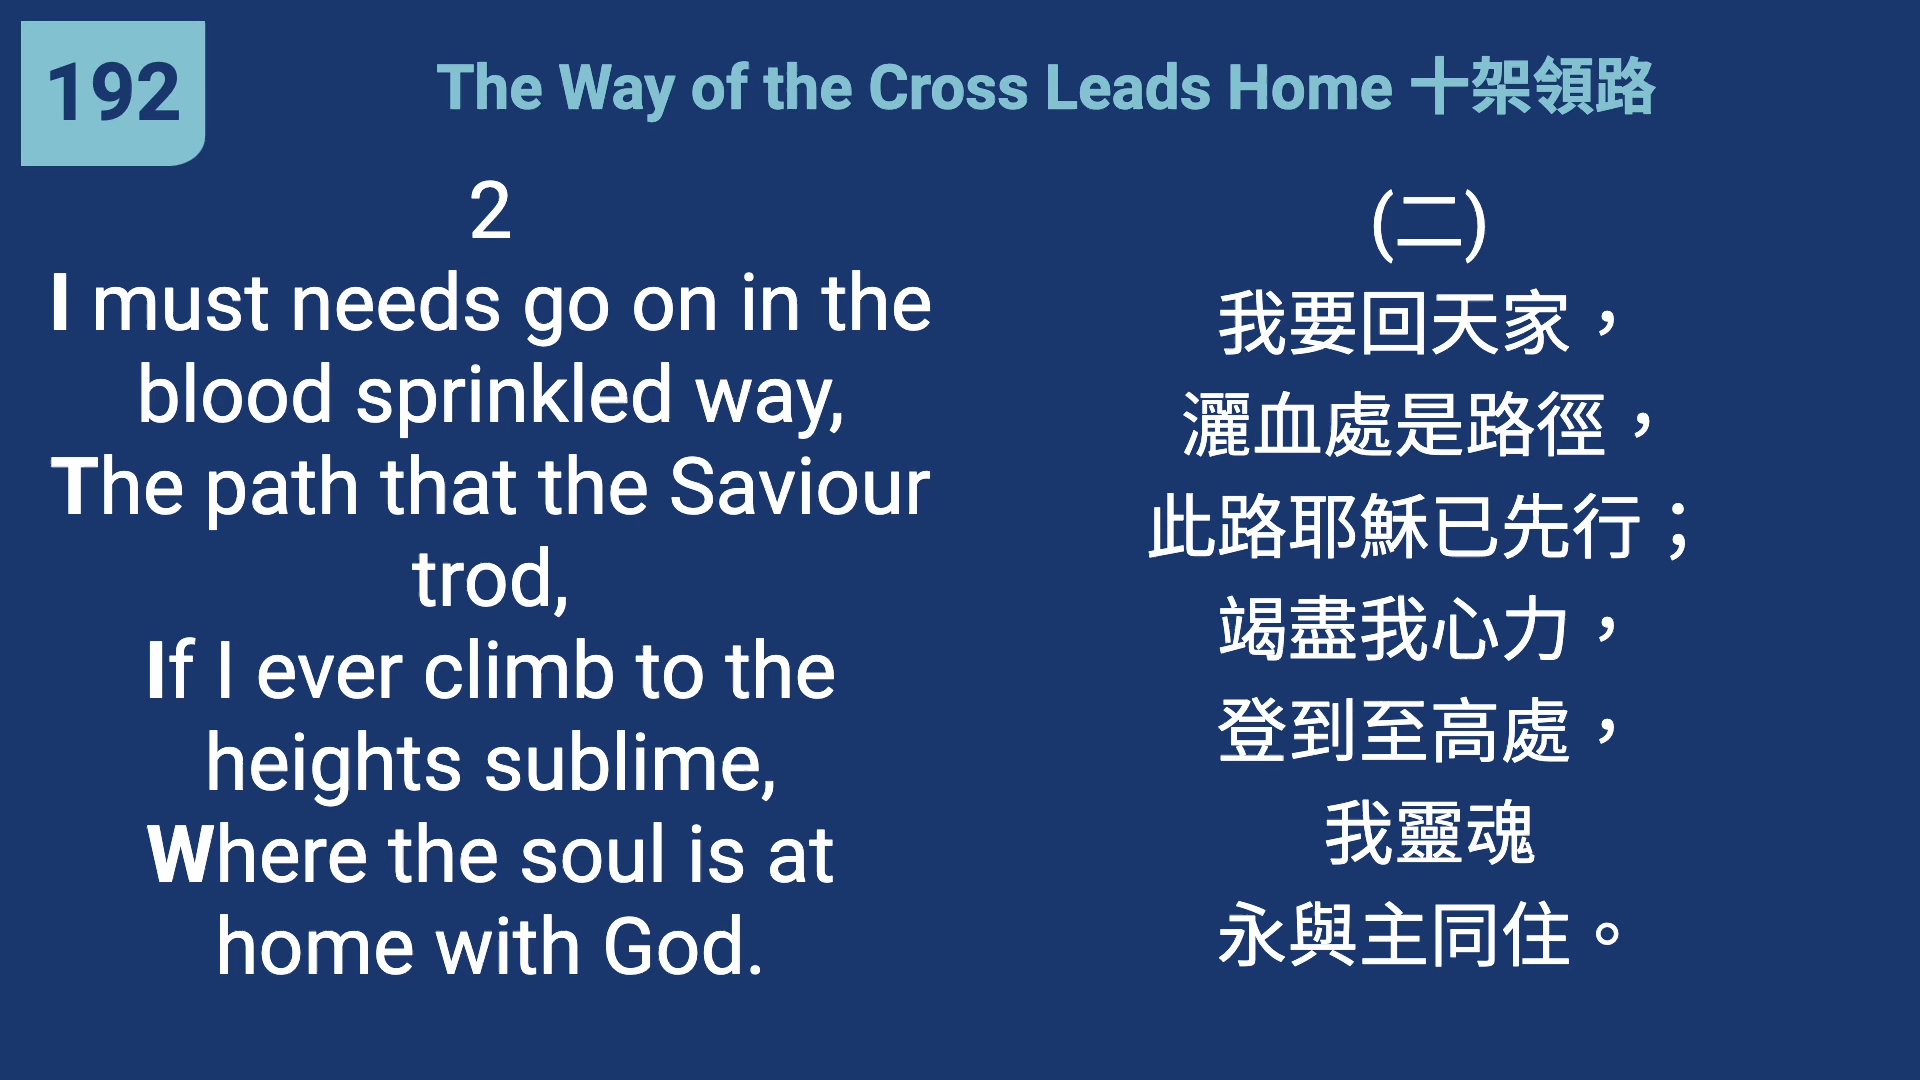 192
The Way of the Cross Leads Home 十架領路
2
I must needs go on in the
blood sprinkled way,
The path that the Saviour
trod,
If I ever climb to the
heights sublime,
Where the soul is at
home with God.
(二)
我要回天家，
灑血處是路徑，
此路耶穌已先行；
竭盡我心力，
登到至高處，
我靈魂
永與主同住。